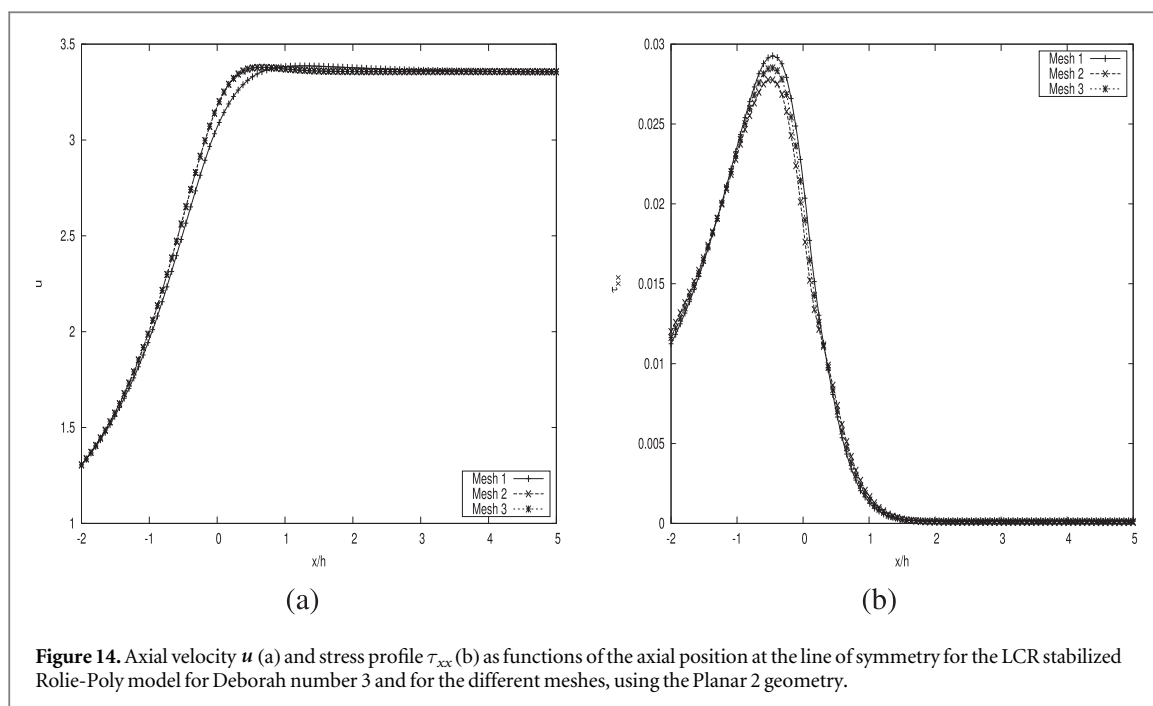 3.5
3
2.5
2
1.5
1
u
-2 -1 0 1 2 3 4 5
x/h
Mesh 1
Mesh 2
Mesh 3
(a)
0.03
0.025
0.02
0.015
0.01
0.005
0
τxx
-2 -1 0 1 2 3 4 5
x/h
Mesh 1
Mesh 2
Mesh 3
(b)
Figure 14. Axial velocity u (a) and stress profile τxx (b) as functions of the axial position at the line of symmetry for the LCR stabilized
Rolie-Poly model for Deborah number 3 and for the different meshes, using the Planar 2 geometry.